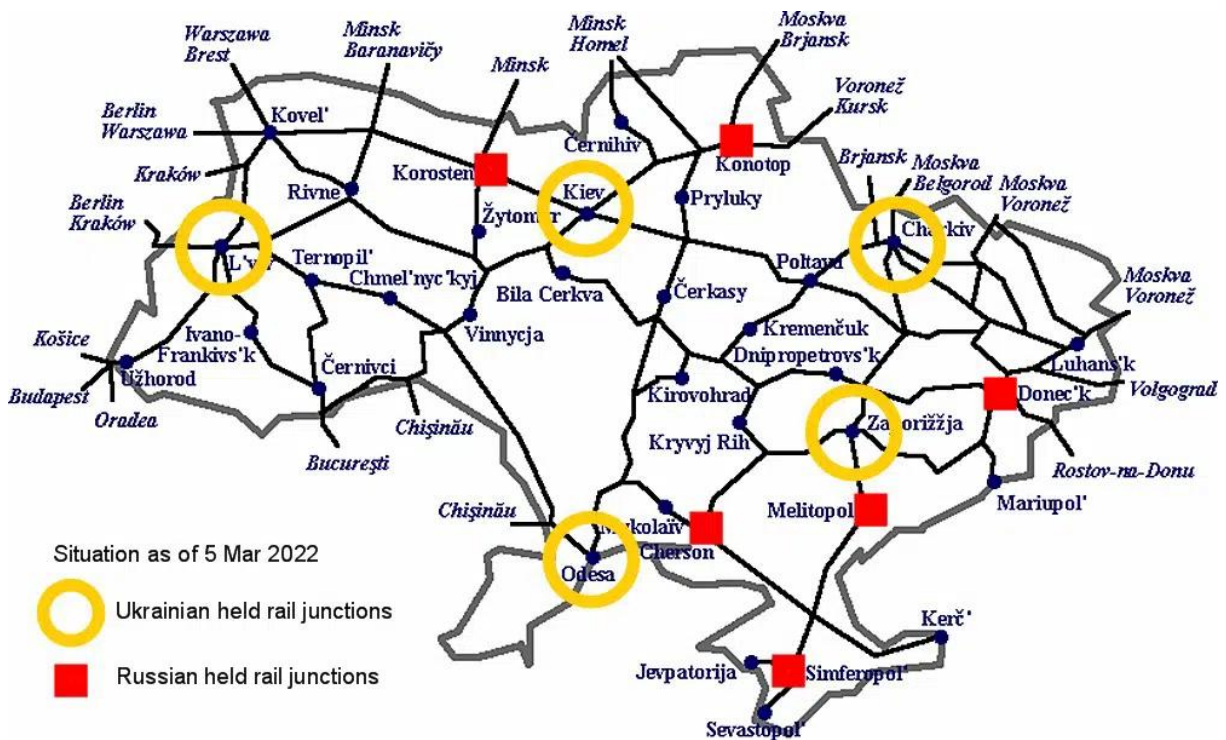 Warszawa
Brest
Minsk
Baranavičy
Minsk
Minsk
Homel
Moskva
Brjansk
Voronež
Kursk
Berlin
Warszawa
Kovel'
Kraków
Rivne
Korosten
Černihiv
Kiev
Konotop
Brjansk
Moskva
Belgorod
Moskva
Voronež
Berlin
Kraków
L'viv
Žytomyr
Pryluky
Charkiv
Ternopil'
Chmel'nyc'kyj
Bila Cerkva
Čerkasy
Poltava
Moskva
Voronež
Košice
Ivano-
Frankivs'k
Vinnycja
Kremenčuk
Dnipropetrovs'k
Luhans'k
Užhorod
Černivci
Budapest
Oradea
Chişinău
Bucureşti
Kirovohrad
Kryvyj Rih
Zaporižžja
Donec'k
Volgograd
Rostov-na-Donu
Mariupol'
Chişinău
Mykolaïv
Cherson
Melitopol'
Odesa
Situation as of 5 Mar 2022
Ukrainian held rail junctions
Russian held rail junctions
Kerč'
Jevpatorija
Simferopol'
Sevastopol'